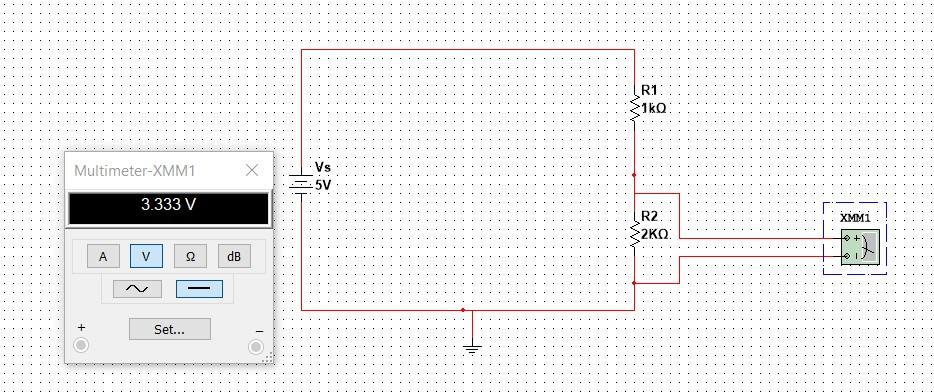 Multimeter-XMM1
3.333 V
A V Ω dB
Set...
+ −
Vs
5V
R1
1kΩ
R2
2KΩ
XMM1
+